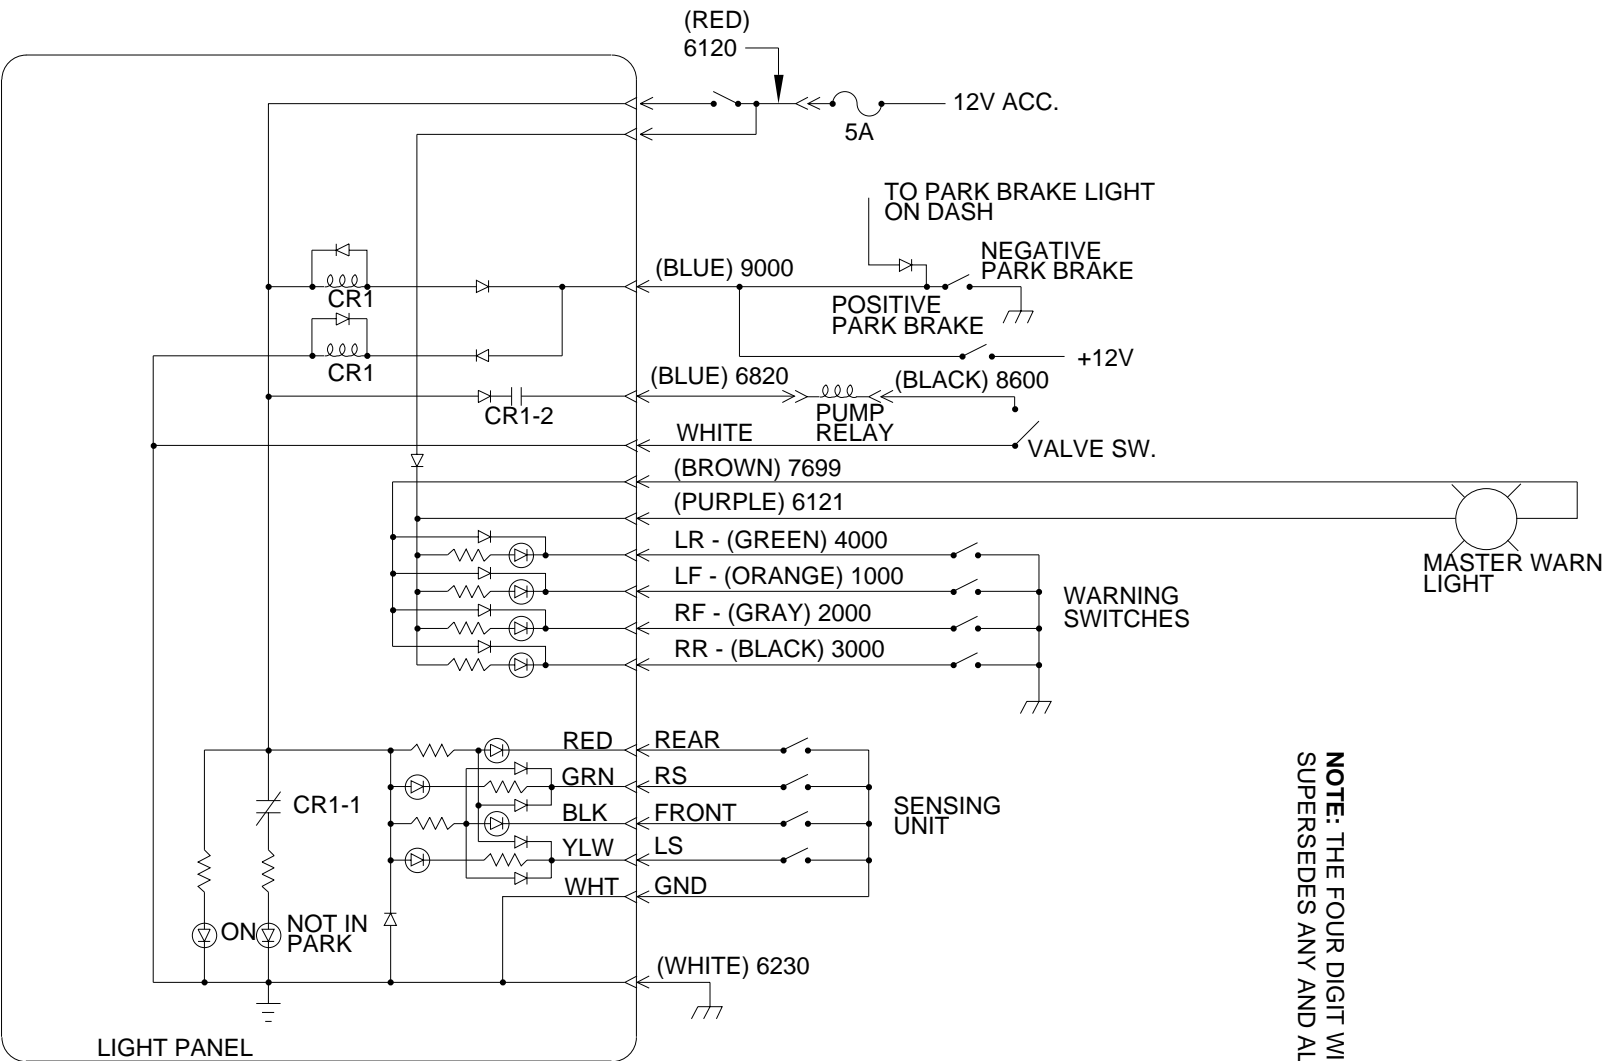 (RED)
6120
12V ACC.
5A
TO PARK BRAKE LIGHT
ON DASH
NEGATIVE
PARK BRAKE
(BLUE) 9000
CR1
POSITIVE
PARK BRAKE
+12V
CR1
(BLUE) 6820
(BLACK) 8600
CR1-2
PUMP
RELAY
WHITE
VALVE SW.
(BROWN) 7699
(PURPLE) 6121
LR - (GREEN) 4000
MASTER WARN
LIGHT
LF - (ORANGE) 1000
WARNING
SWITCHES
RF - (GRAY) 2000
RR - (BLACK) 3000
RED REAR
GRN RS
CR1-1
BLK FRONT
SENSING
UNIT
YLW LS
WHT GND
ON
NOT IN
PARK
(WHITE) 6230
LIGHT PANEL
NOTE: THE FOUR DIGIT WI
SUPERSEDES ANY AND AL